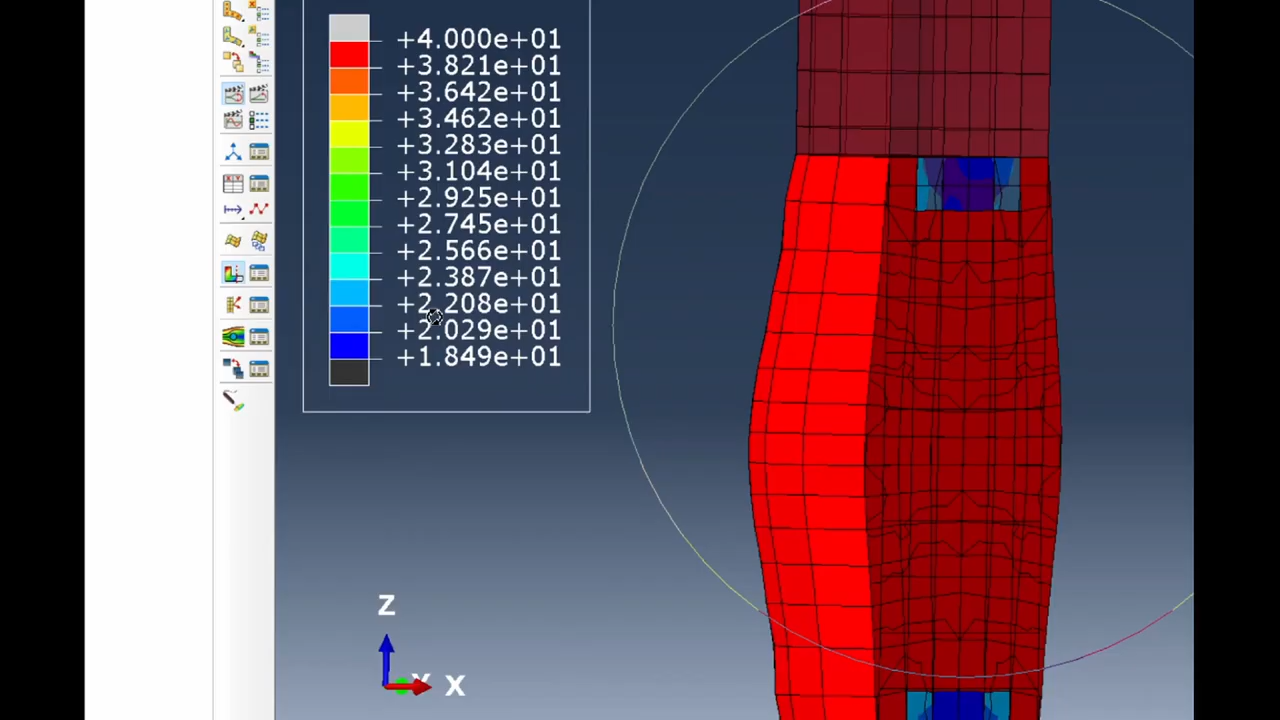 +4.000e+01
+3.821e+01
+3.642e+01
+3.462e+01
+3.283e+01
+3.104e+01
+2.925e+01
+2.745e+01
+2.566e+01
+2.387e+01
+2.208e+01
+2.029e+01
+1.849e+01
Z
Y X